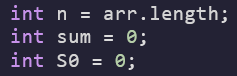 int n = arr.length;
int sum = 0;
int S0 = 0;